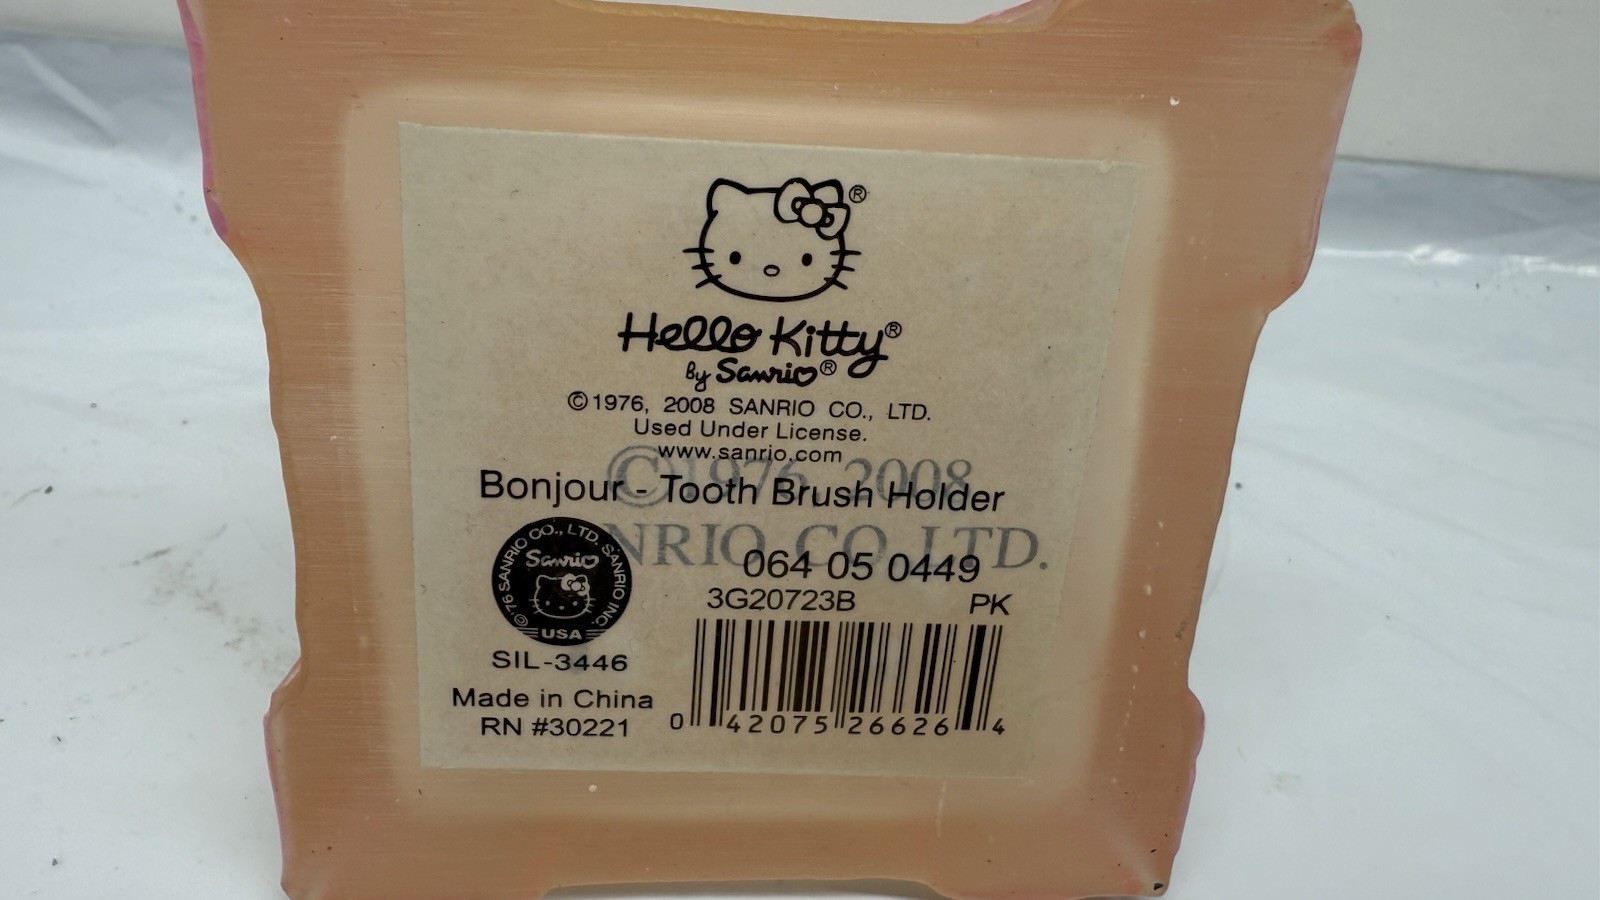 ®
Hello Kitty®
by Sanrio®
©1976, 2008 SANRIO CO., LTD.
Used Under License.
www.sanrio.com
©1976, 2008
Bonjour - Tooth Brush Holder
NRIO CO LTD.
©'76 SANRIO CO., LTD. SANRIO INC.
Sanrio
USA
064 05 0449
3G20723B PK
SIL-3446
Made in China
RN #30221
0 42075 26626 4